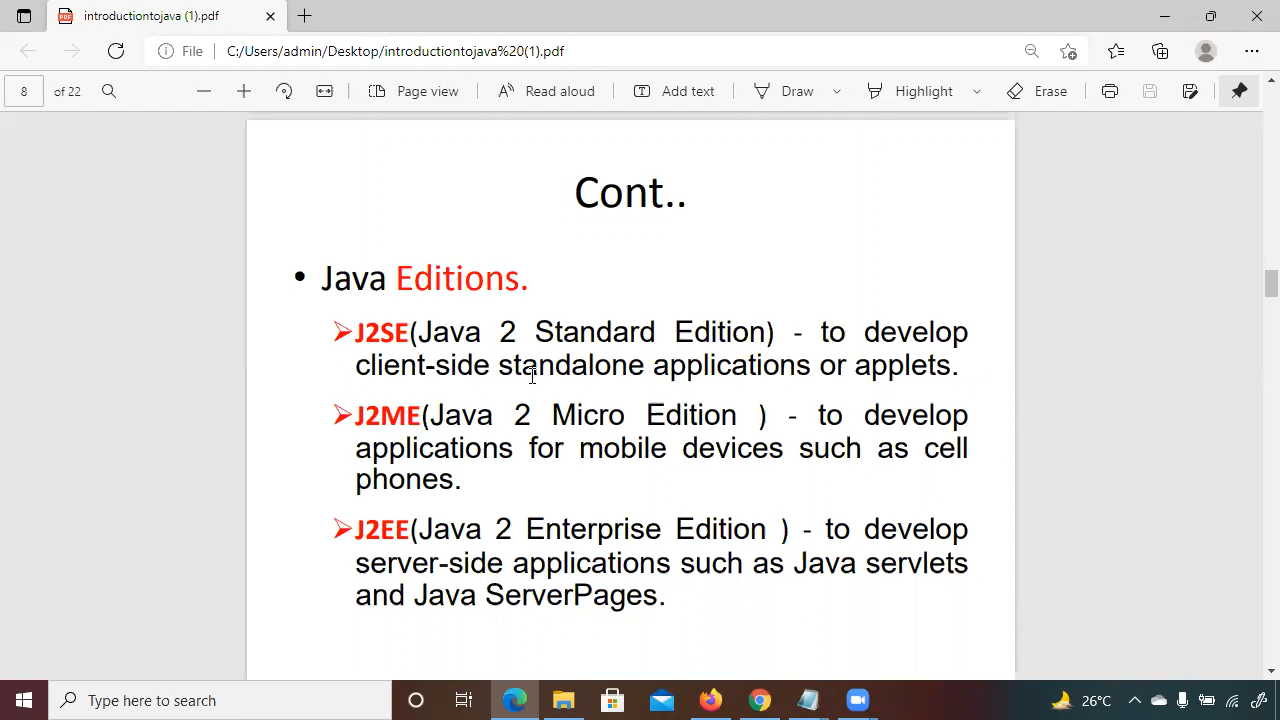 introductiontojava (1).pdf
File C:/Users/admin/Desktop/introductiontojava%20(1).pdf
8 of 22 Page view Read aloud Add text Draw Highlight Erase
Cont..
• Java Editions.
➢J2SE(Java 2 Standard Edition) - to develop
client-side standalone applications or applets.
➢J2ME(Java 2 Micro Edition ) - to develop
applications for mobile devices such as cell
phones.
➢J2EE(Java 2 Enterprise Edition ) - to develop
server-side applications such as Java servlets
and Java ServerPages.
Type here to search 26°C